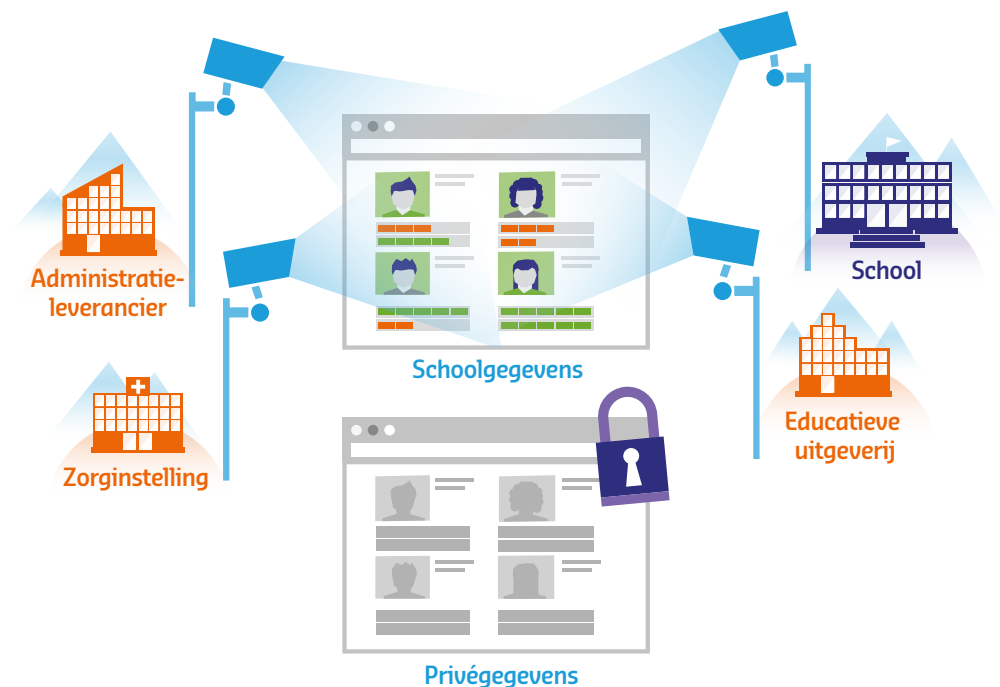 Administratie-
leverancier
School
Schoolgegevens
Zorginstelling
Educatieve
uitgeverij
Privégegevens